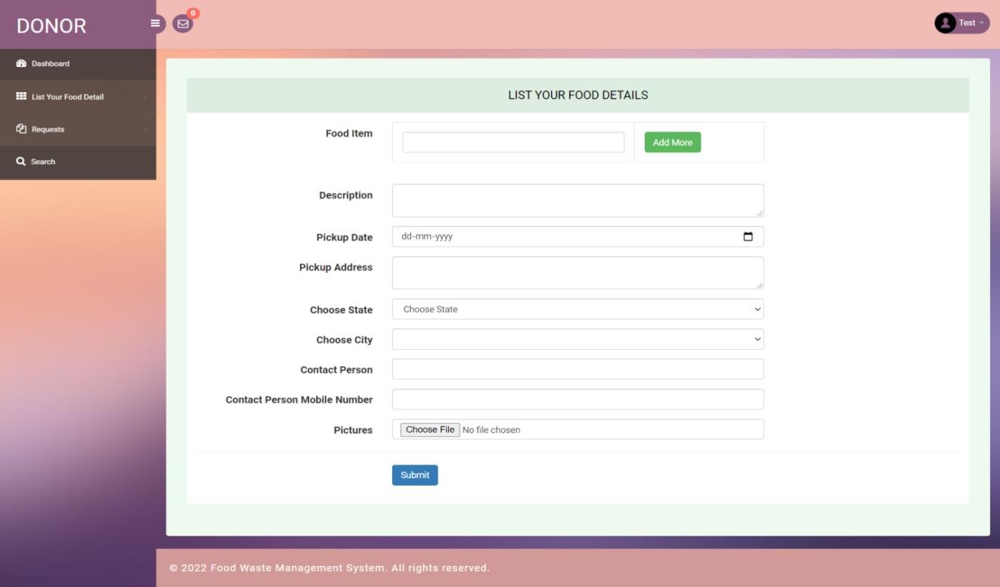 DONOR
0
Test
Dashboard
List Your Food Detail
Requests
Search
LIST YOUR FOOD DETAILS
Food Item
Add More
Description
Pickup Date dd-mm-yyyy
Pickup Address
Choose State Choose State
Choose City
Contact Person
Contact Person Mobile Number
Pictures Choose File No file chosen
Submit
© 2022 Food Waste Management System. All rights reserved.